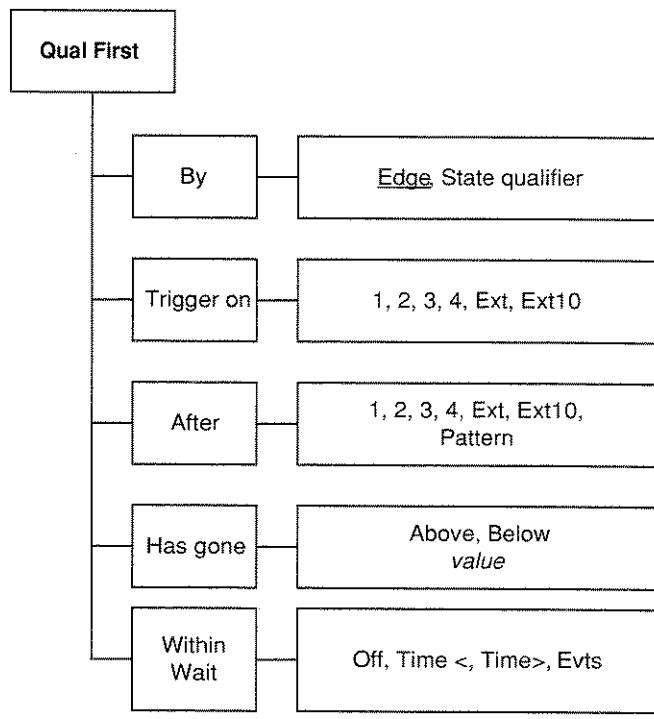 Qual First
By
Edge, State qualifier
Trigger on
1, 2, 3, 4, Ext, Ext10
After
1, 2, 3, 4, Ext, Ext10,
Pattern
Has gone
Above, Below
value
Within
Wait
Off, Time <, Time>, Evts